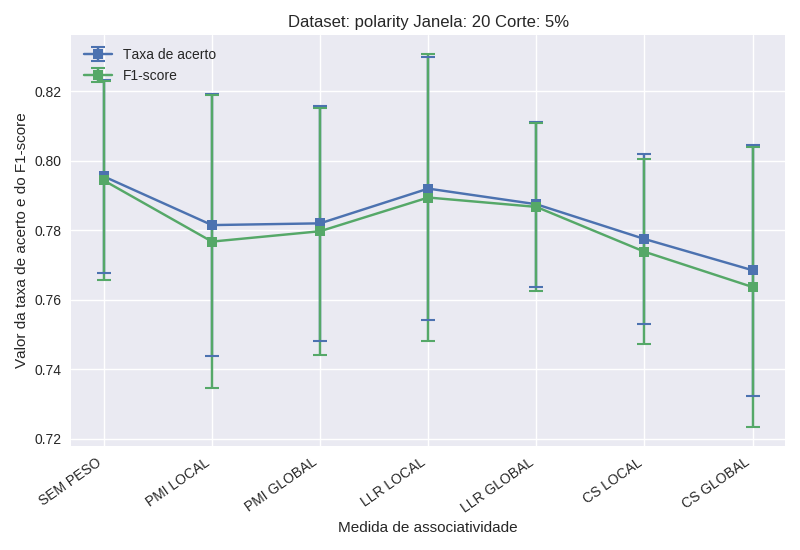 Dataset: polarity Janela: 20 Corte: 5%
Taxa de acerto
F1-score
Valor da taxa de acerto e do F1-score
0.82
0.80
0.78
0.76
0.74
0.72
SEM PESO
PMI LOCAL
PMI GLOBAL
LLR LOCAL
LLR GLOBAL
CS LOCAL
CS GLOBAL
Medida de associatividade